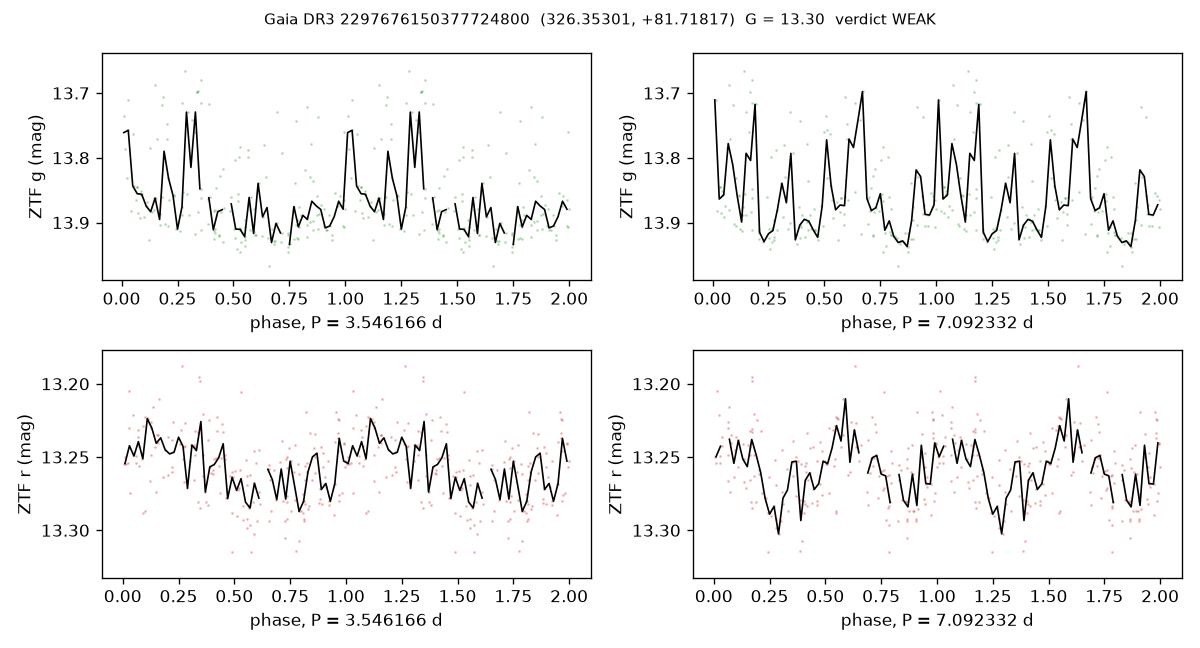 Gaia DR3 2297676150377724800 (326.35301, +81.71817) G = 13.30 verdict WEAK
ZTF g (mag)
13.7
13.8
13.9
0.00 0.25 0.50 0.75 1.00 1.25 1.50 1.75 2.00
phase, P = 3.546166 d
ZTF g (mag)
13.7
13.8
13.9
0.00 0.25 0.50 0.75 1.00 1.25 1.50 1.75 2.00
phase, P = 7.092332 d
ZTF r (mag)
13.20
13.25
13.30
0.00 0.25 0.50 0.75 1.00 1.25 1.50 1.75 2.00
phase, P = 3.546166 d
ZTF r (mag)
13.20
13.25
13.30
0.00 0.25 0.50 0.75 1.00 1.25 1.50 1.75 2.00
phase, P = 7.092332 d